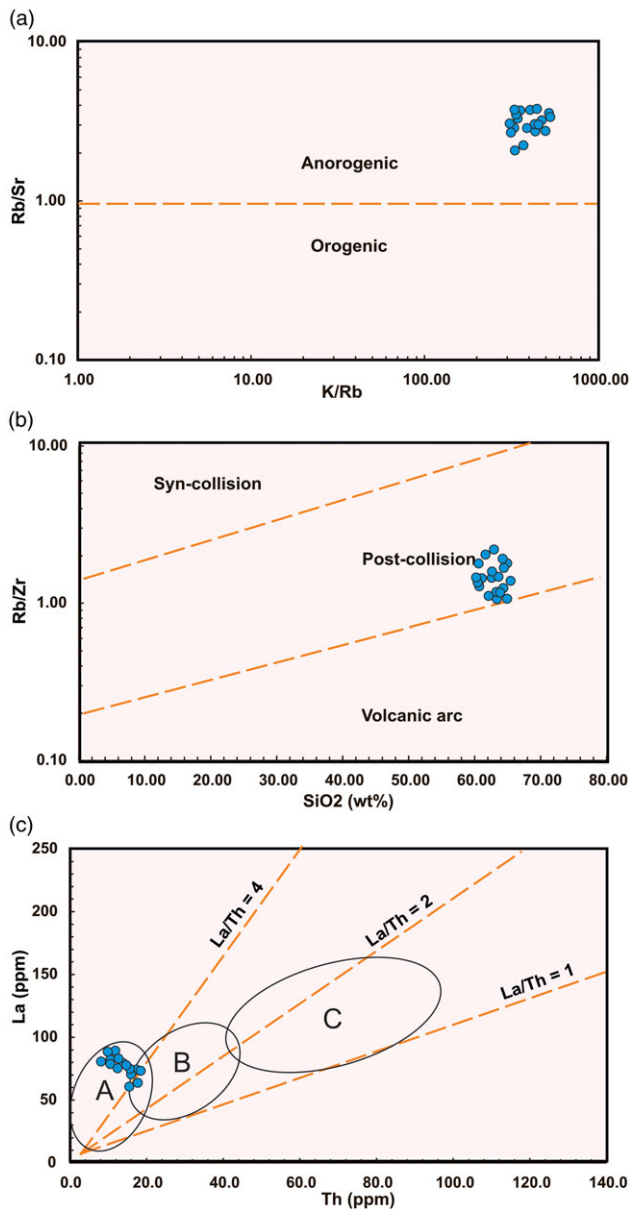 (a)
10.00
Rb/Sr
Anorogenic
1.00
Orogenic
0.10
1.00 10.00 100.00 1000.00
K/Rb
(b)
10.00
Syn-collision
Post-collision
Rb/Zr
1.00
Volcanic arc
0.10
0.00 10.00 20.00 30.00 40.00 50.00 60.00 70.00 80.00
SiO2 (wt%)
(c)
250
La/Th = 4
La/Th = 2
200
La (ppm)
150
La/Th = 1
C
100
B
A
50
0
0.0 20.0 40.0 60.0 80.0 100.0 120.0 140.0
Th (ppm)